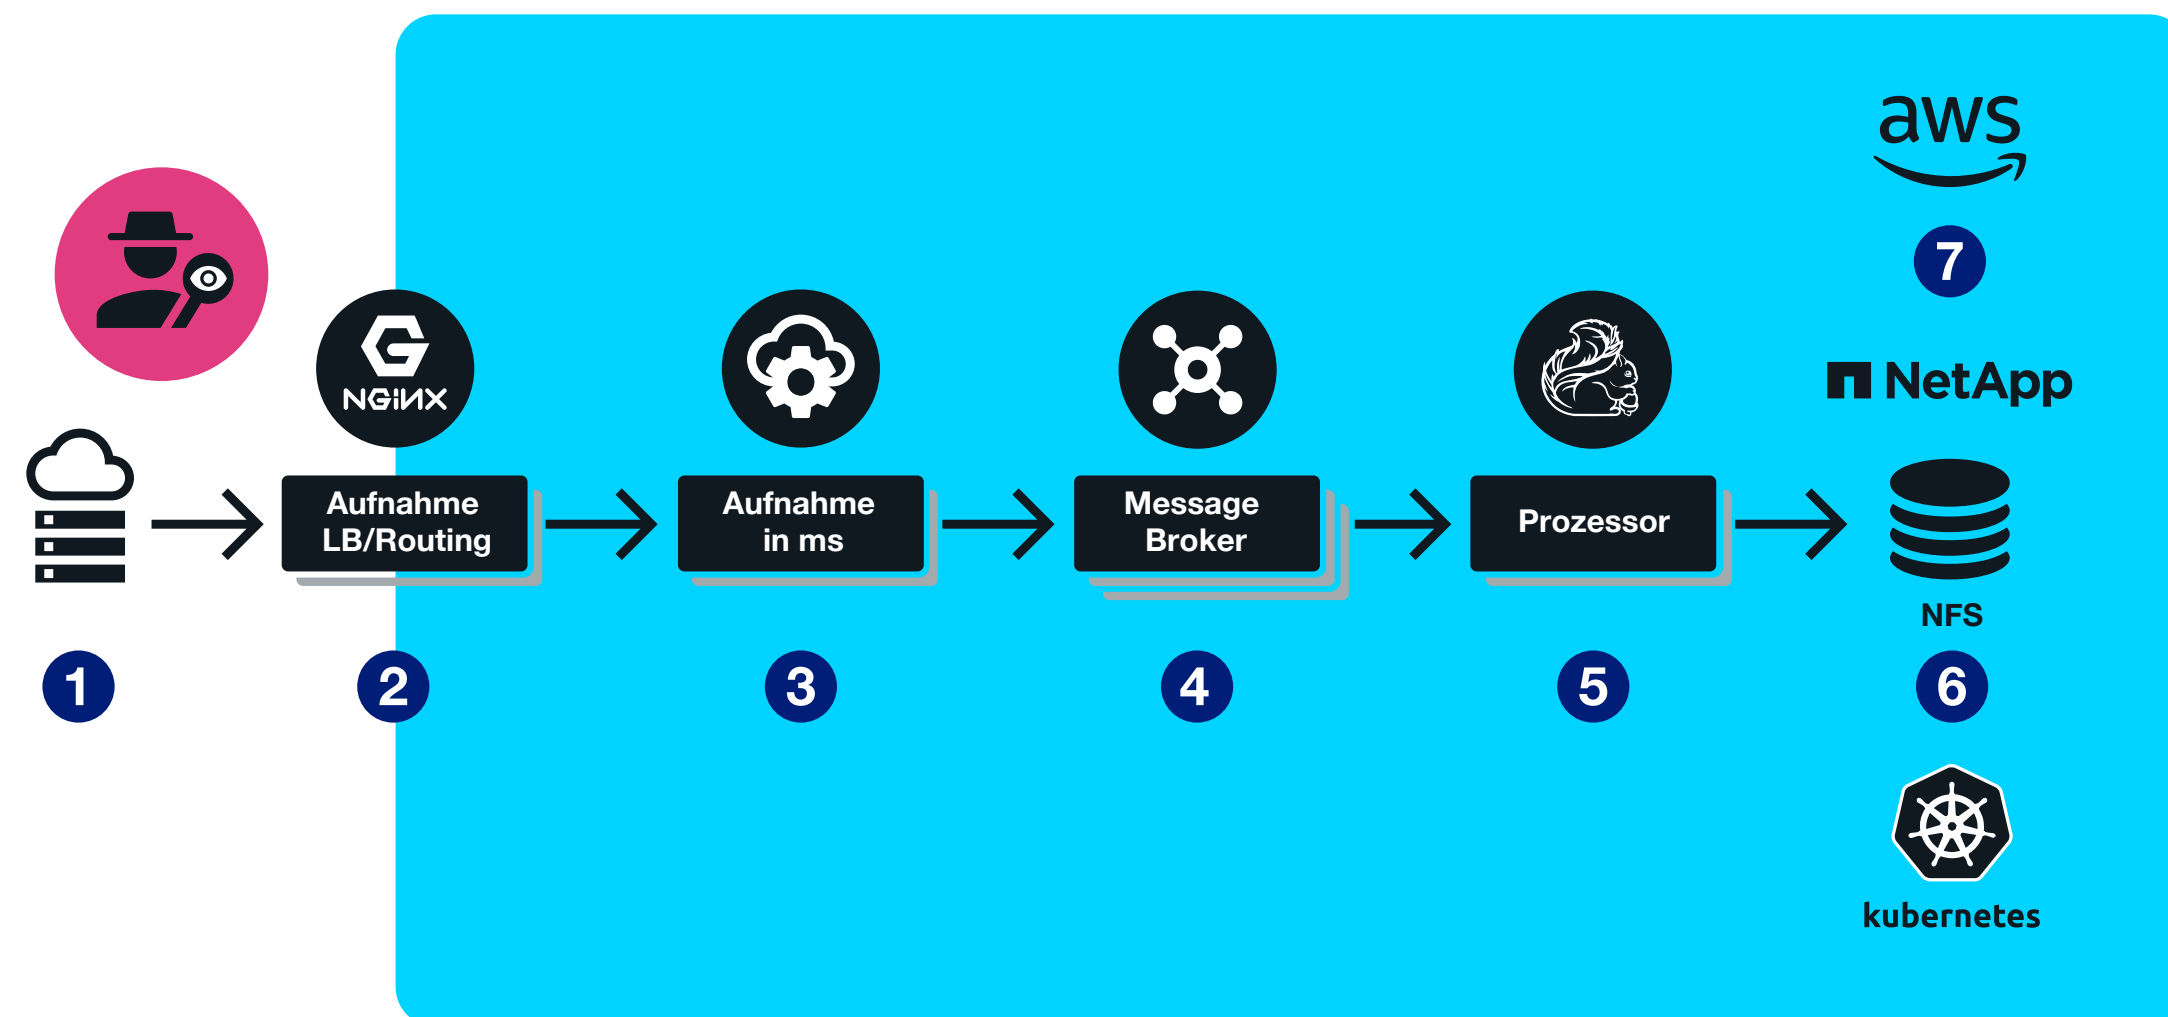 aws
7
NGINX
NetApp
Aufnahme
LB/Routing
Aufnahme
in ms
Message
Broker
Prozessor
NFS
1
2
3
4
5
6
kubernetes